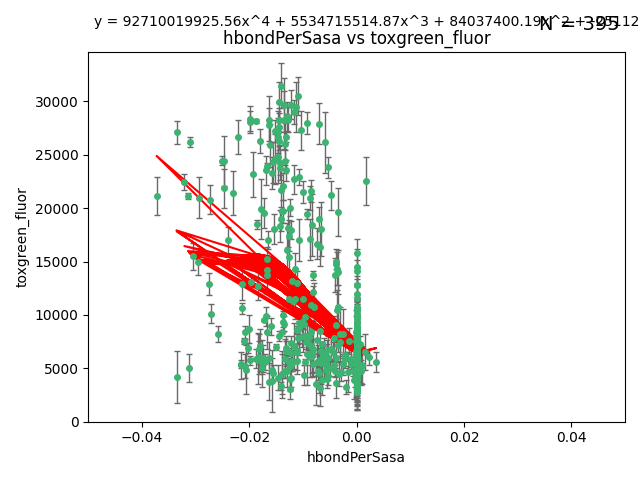 y = 92710019925.56x^4 + 5534715514.87x^3 + 84037400.19x^2 +
N = 395
hbondPerSasa vs toxgreen_fluor
30000
25000
20000
15000
10000
5000
0
toxgreen_fluor
−0.04 −0.02 0.00 0.02 0.04
hbondPerSasa